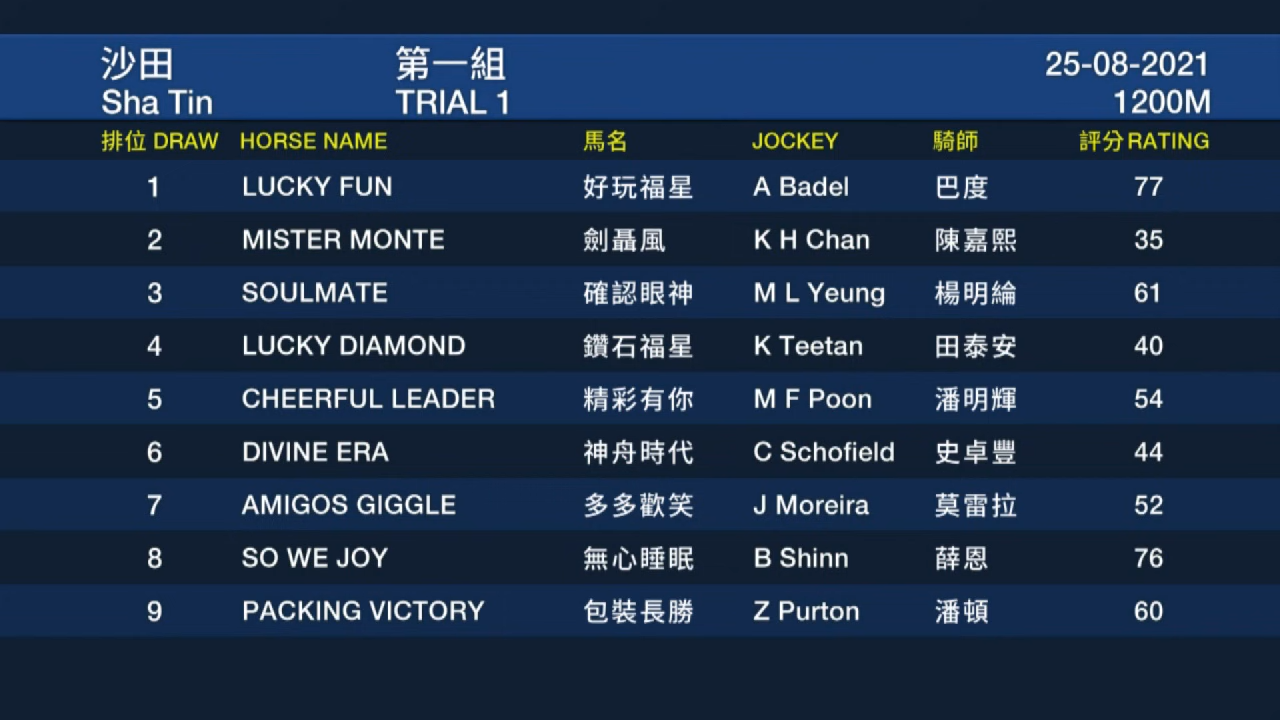 沙田 第一組 25-08-2021
Sha Tin TRIAL 1 1200M
排位 DRAW HORSE NAME 馬名 JOCKEY 騎師 評分 RATING
1 LUCKY FUN 好玩福星 A Badel 巴度 77
2 MISTER MONTE 劍聶風 K H Chan 陳嘉熙 35
3 SOULMATE 確認眼神 M L Yeung 楊明綸 61
4 LUCKY DIAMOND 鑽石福星 K Teetan 田泰安 40
5 CHEERFUL LEADER 精彩有你 M F Poon 潘明輝 54
6 DIVINE ERA 神舟時代 C Schofield 史卓豐 44
7 AMIGOS GIGGLE 多多歡笑 J Moreira 莫雷拉 52
8 SO WE JOY 無心睡眠 B Shinn 薛恩 76
9 PACKING VICTORY 包裝長勝 Z Purton 潘頓 60